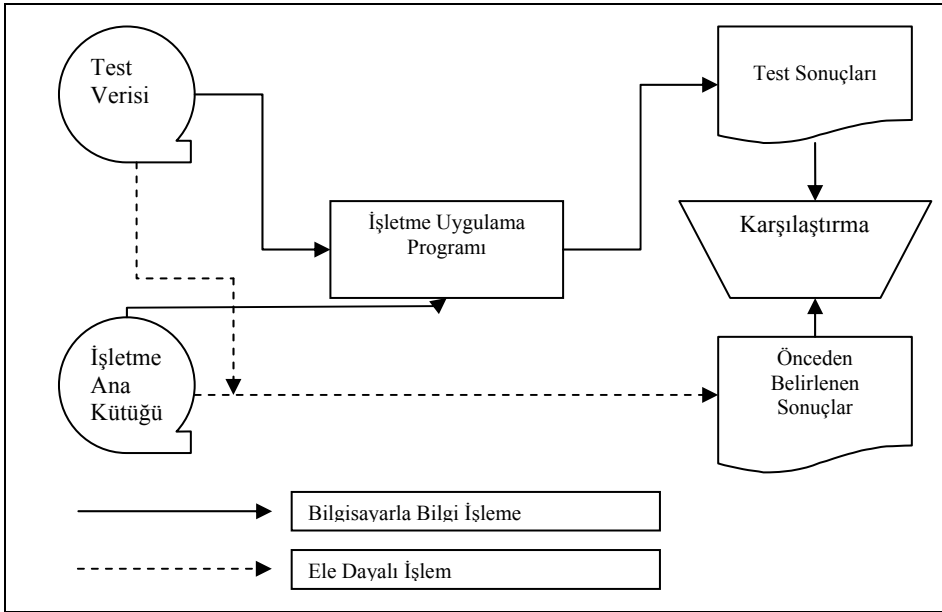 Test
Verisi
Test Sonuçları
İşletme Uygulama
Programı
Karşılaştırma
İşletme
Ana
Kütüğü
Önceden
Belirlenen
Sonuçlar
Bilgisayarla Bilgi İşleme
Ele Dayalı İşlem